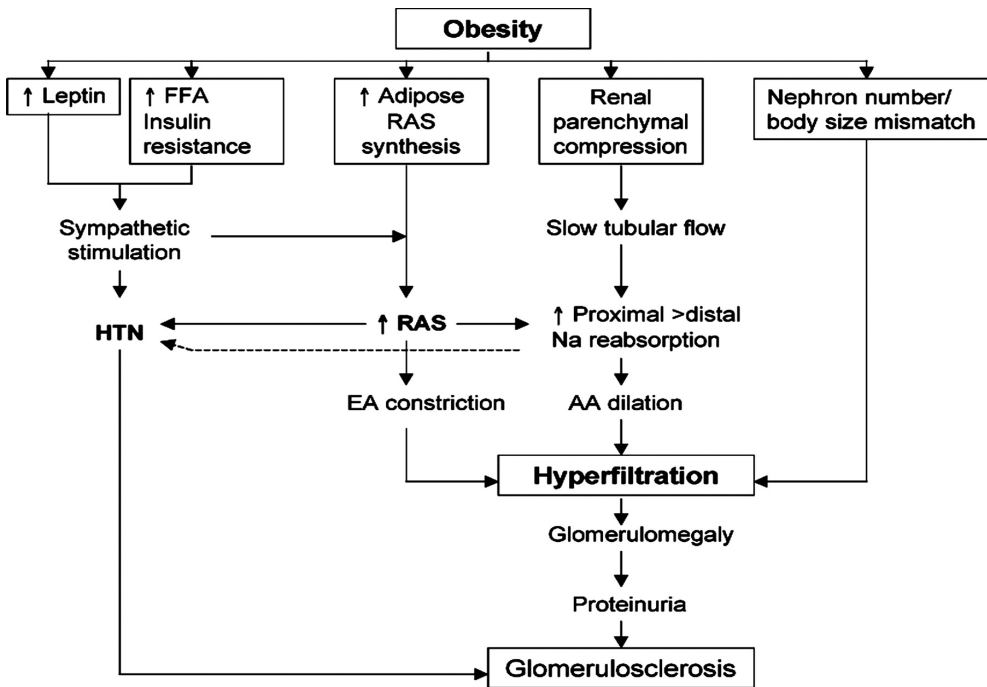 Obesity
↑ Leptin
↑ FFA
Insulin
resistance
↑ Adipose
RAS
synthesis
Renal
parenchymal
compression
Nephron number/
body size mismatch
Sympathetic
stimulation
Slow tubular flow
HTN
↑ RAS
↑ Proximal >distal
Na reabsorption
EA constriction
AA dilation
Hyperfiltration
Glomerulomegaly
Proteinuria
Glomerulosclerosis